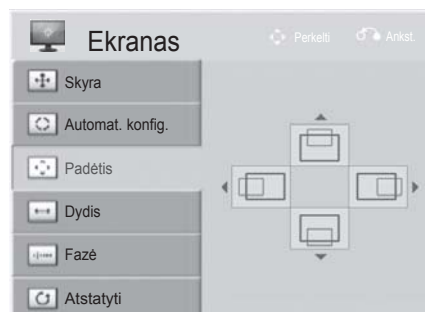 Ekranas
Perkelti Ankst.
Skyra
Automat. konfig.
Padėtis
Dydis
Fazė
Atstatyti